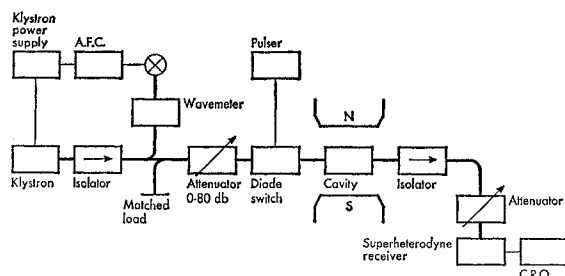 Klystron
power
supply
A.F.C.
Pulser
Wavemeter
N
Klystron
Isolator
Matched
load
Attenuator
0-80 db
Diode
switch
Cavity
S
Isolator
Attenuator
Superheterodyne
receiver
C.R.O.